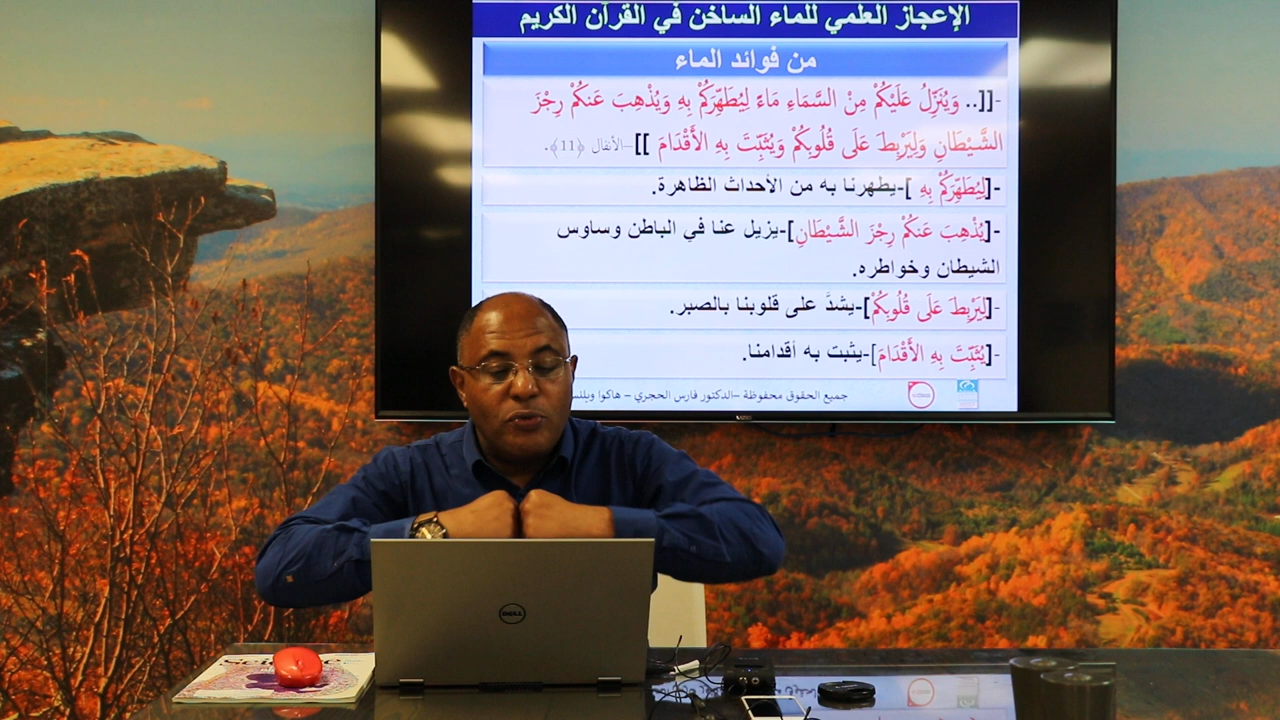 الإعجاز العلمي للماء الساخن في القرآن الكريم
من فوائد الماء
-[[.. وَيُنَزِّلُ عَلَيْكُمْ مِنْ السَّمَاءِ مَاءً لِيُطَهِّرَكُمْ بِهِ وَيُذْهِبَ عَنكُمْ رِجْزَ
الشَّيْطَانِ وَلِيَرْبِطَ عَلَى قُلُوبِكُمْ وَيُثَبِّتَ بِهِ الأَقْدَامَ ]]–الأنفال ﴿11﴾.
-[لِيُطَهِّرَكُمْ بِهِ ]-يطهرنا به من الأحداث الظاهرة.
-[يُذْهِبَ عَنكُمْ رِجْزَ الشَّيْطَانِ]-يزيل عنا في الباطن وساوس
الشيطان وخواطره.
-[لِيَرْبِطَ عَلَى قُلُوبِكُمْ]-يشدَّ على قلوبنا بالصبر.
-[يُثَبِّتَ بِهِ الأَقْدَامَ]-يثبت به أقدامنا.
جميع الحقوق محفوظة –الدكتور فارس الحجري – هاكوا
DELL